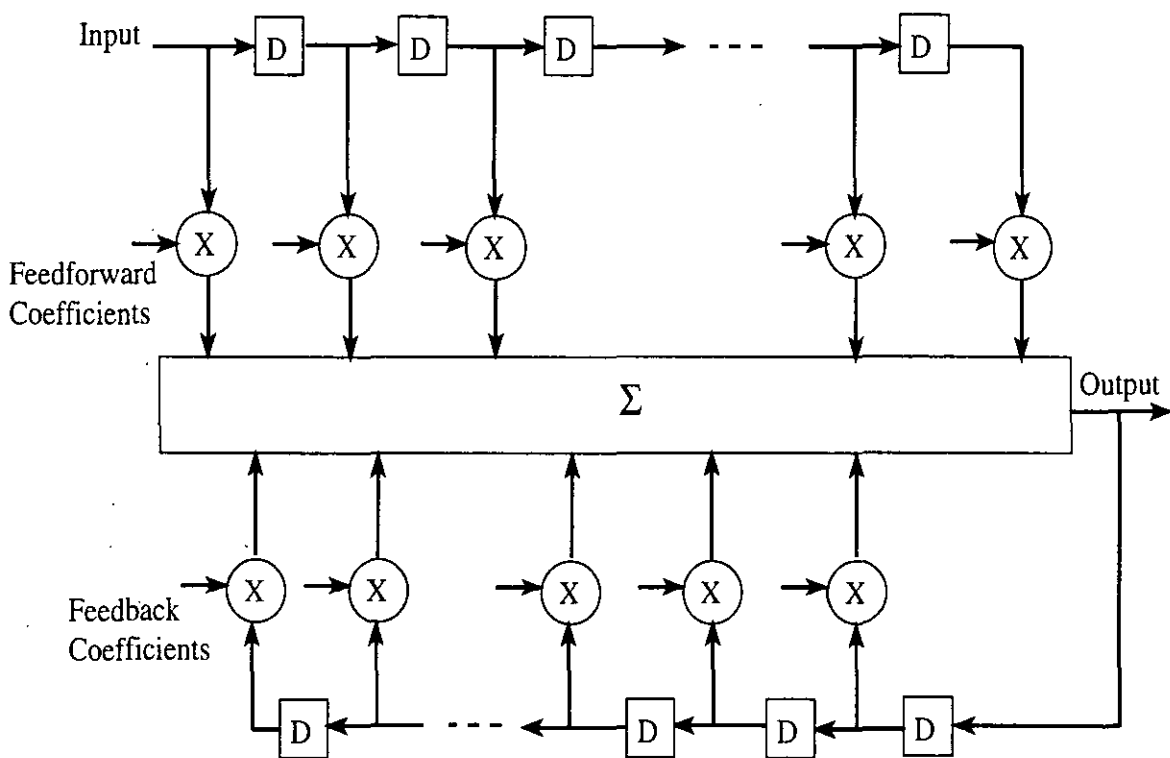 Input
D D D D
X X X X X
Feedforward
Coefficients
Σ
Output
X X X X X
Feedback
Coefficients
D D D D